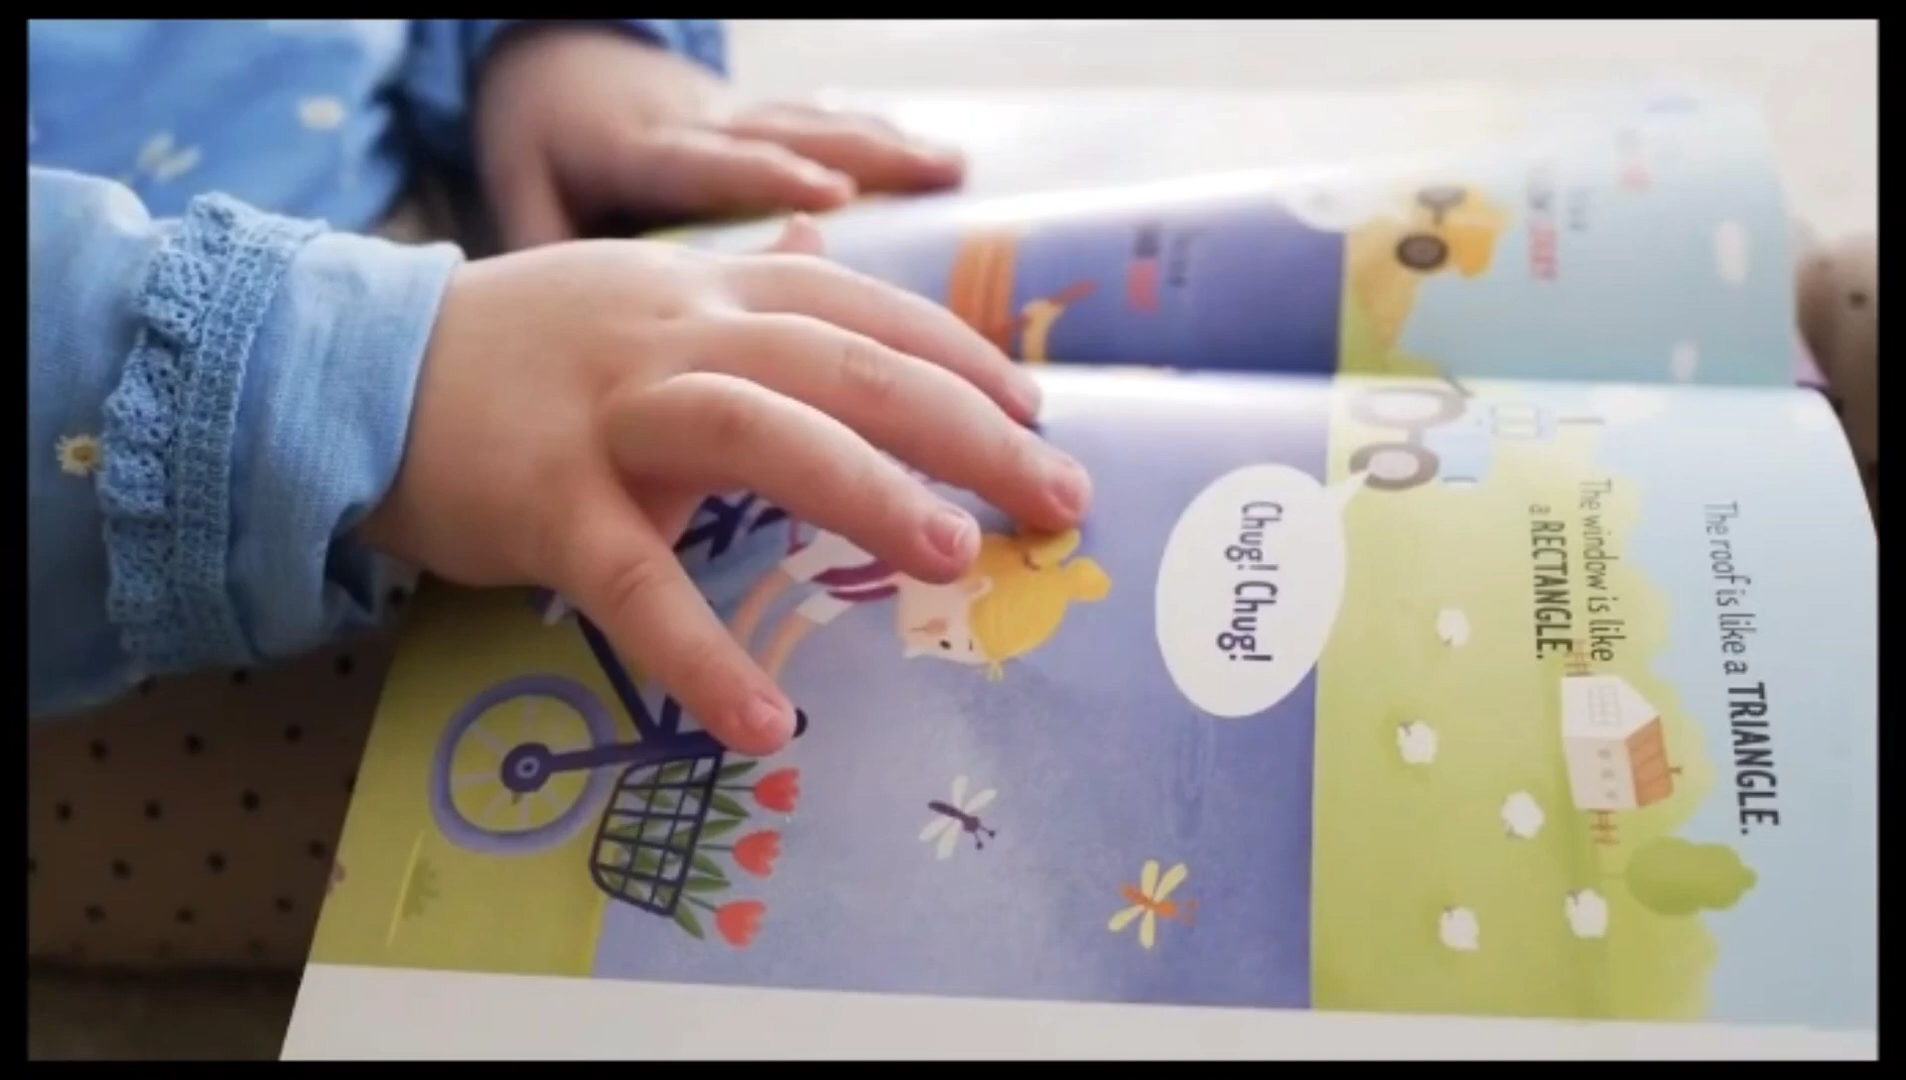 The roof is like a TRIANGLE.
The window is like
a RECTANGLE.
Chug! Chug!